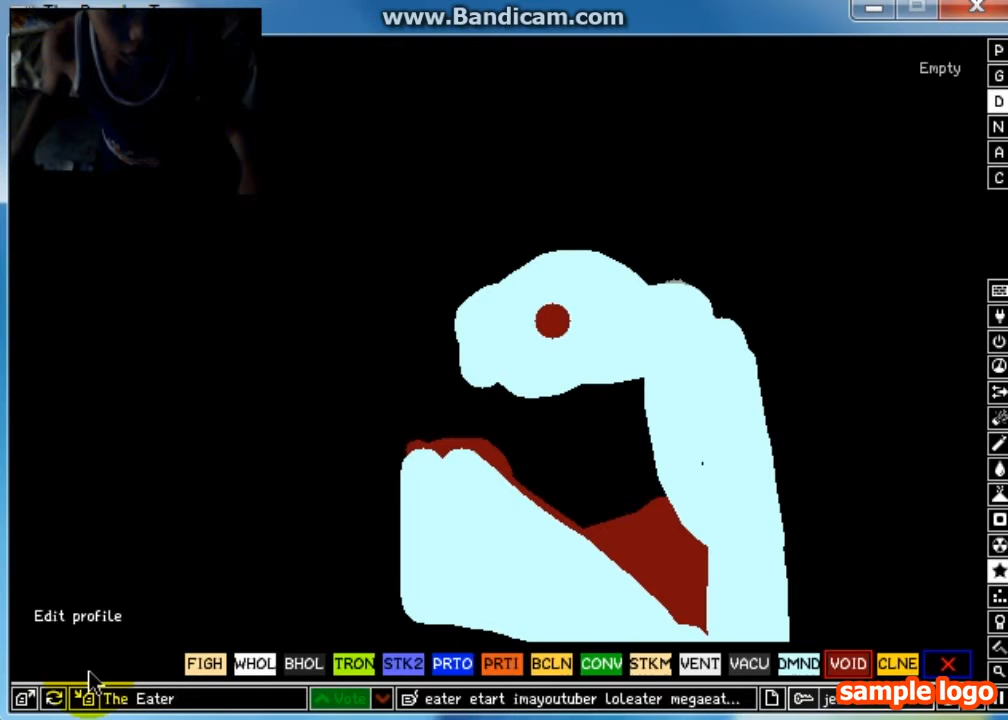 www.Bandicam.com
Empty
P
G
D
N
A
C
Edit profile
FIGH WHOL BHOL TRON STK2 PRTO PRTI BCLN CONV STKM VENT VACU DMND VOID CLNE
The Eater Vote eater etart imayoutuber loleater megaeat...
sample logo